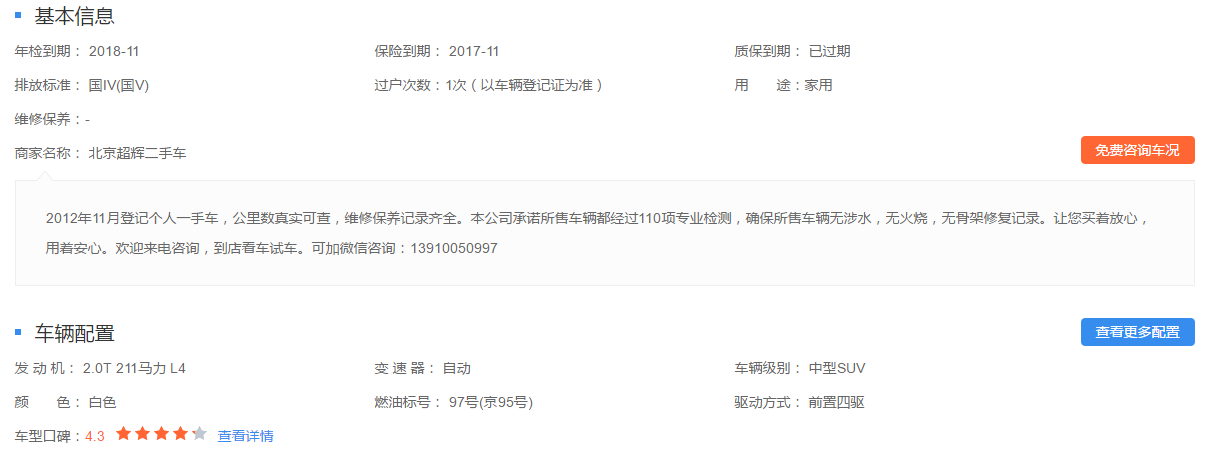 基本信息
年检到期： 2018-11 保险到期： 2017-11 质保到期： 已过期
排放标准： 国IV(国V) 过户次数：1次（以车辆登记证为准） 用 途：家用
维修保养：-
商家名称： 北京超辉二手车 免费咨询车况
2012年11月登记个人一手车，公里数真实可查，维修保养记录齐全。本公司承诺所售车辆都经过110项专业检测，确保所售车辆无涉水，无火烧，无骨架修复记录。让您买着放心，
用着安心。欢迎来电咨询，到店看车试车。可加微信咨询：13910050997
车辆配置 查看更多配置
发 动 机： 2.0T 211马力 L4 变 速 器： 自动 车辆级别： 中型SUV
颜 色： 白色 燃油标号： 97号(京95号) 驱动方式： 前置四驱
车型口碑：4.3 查看详情